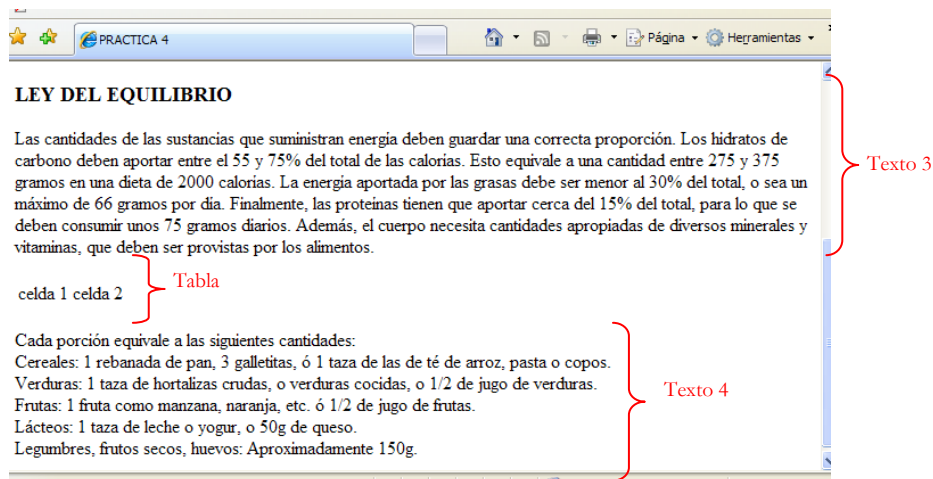 PRACTICA 4
Página
Herramientas
LEY DEL EQUILIBRIO
Las cantidades de las sustancias que suministran energia deben guardar una correcta proporción. Los hidratos de
carbono deben aportar entre el 55 y 75% del total de las calorias. Esto equivale a una cantidad entre 275 y 375
gramos en una dieta de 2000 calorias. La energia aportada por las grasas debe ser menor al 30% del total, o sea un
máximo de 66 gramos por día. Finalmente, las proteinas tienen que aportar cerca del 15% del total, para lo que se
deben consumir unos 75 gramos diarios. Además, el cuerpo necesita cantidades apropiadas de diversos minerales y
vitaminas, que deben ser provistas por los alimentos.
Texto 3
celda 1 celda 2
Tabla
Cada porción equivale a las siguientes cantidades:
Cereales: 1 rebanada de pan, 3 galletitas, ó 1 taza de las de té de arroz, pasta o copos.
Verduras: 1 taza de hortalizas crudas, o verduras cocidas, o 1/2 de jugo de verduras.
Frutas: 1 fruta como manzana, naranja, etc. ó 1/2 de jugo de frutas.
Lácteos: 1 taza de leche o yogur, o 50g de queso.
Legumbres, frutos secos, huevos: Aproximadamente 150g.
Texto 4